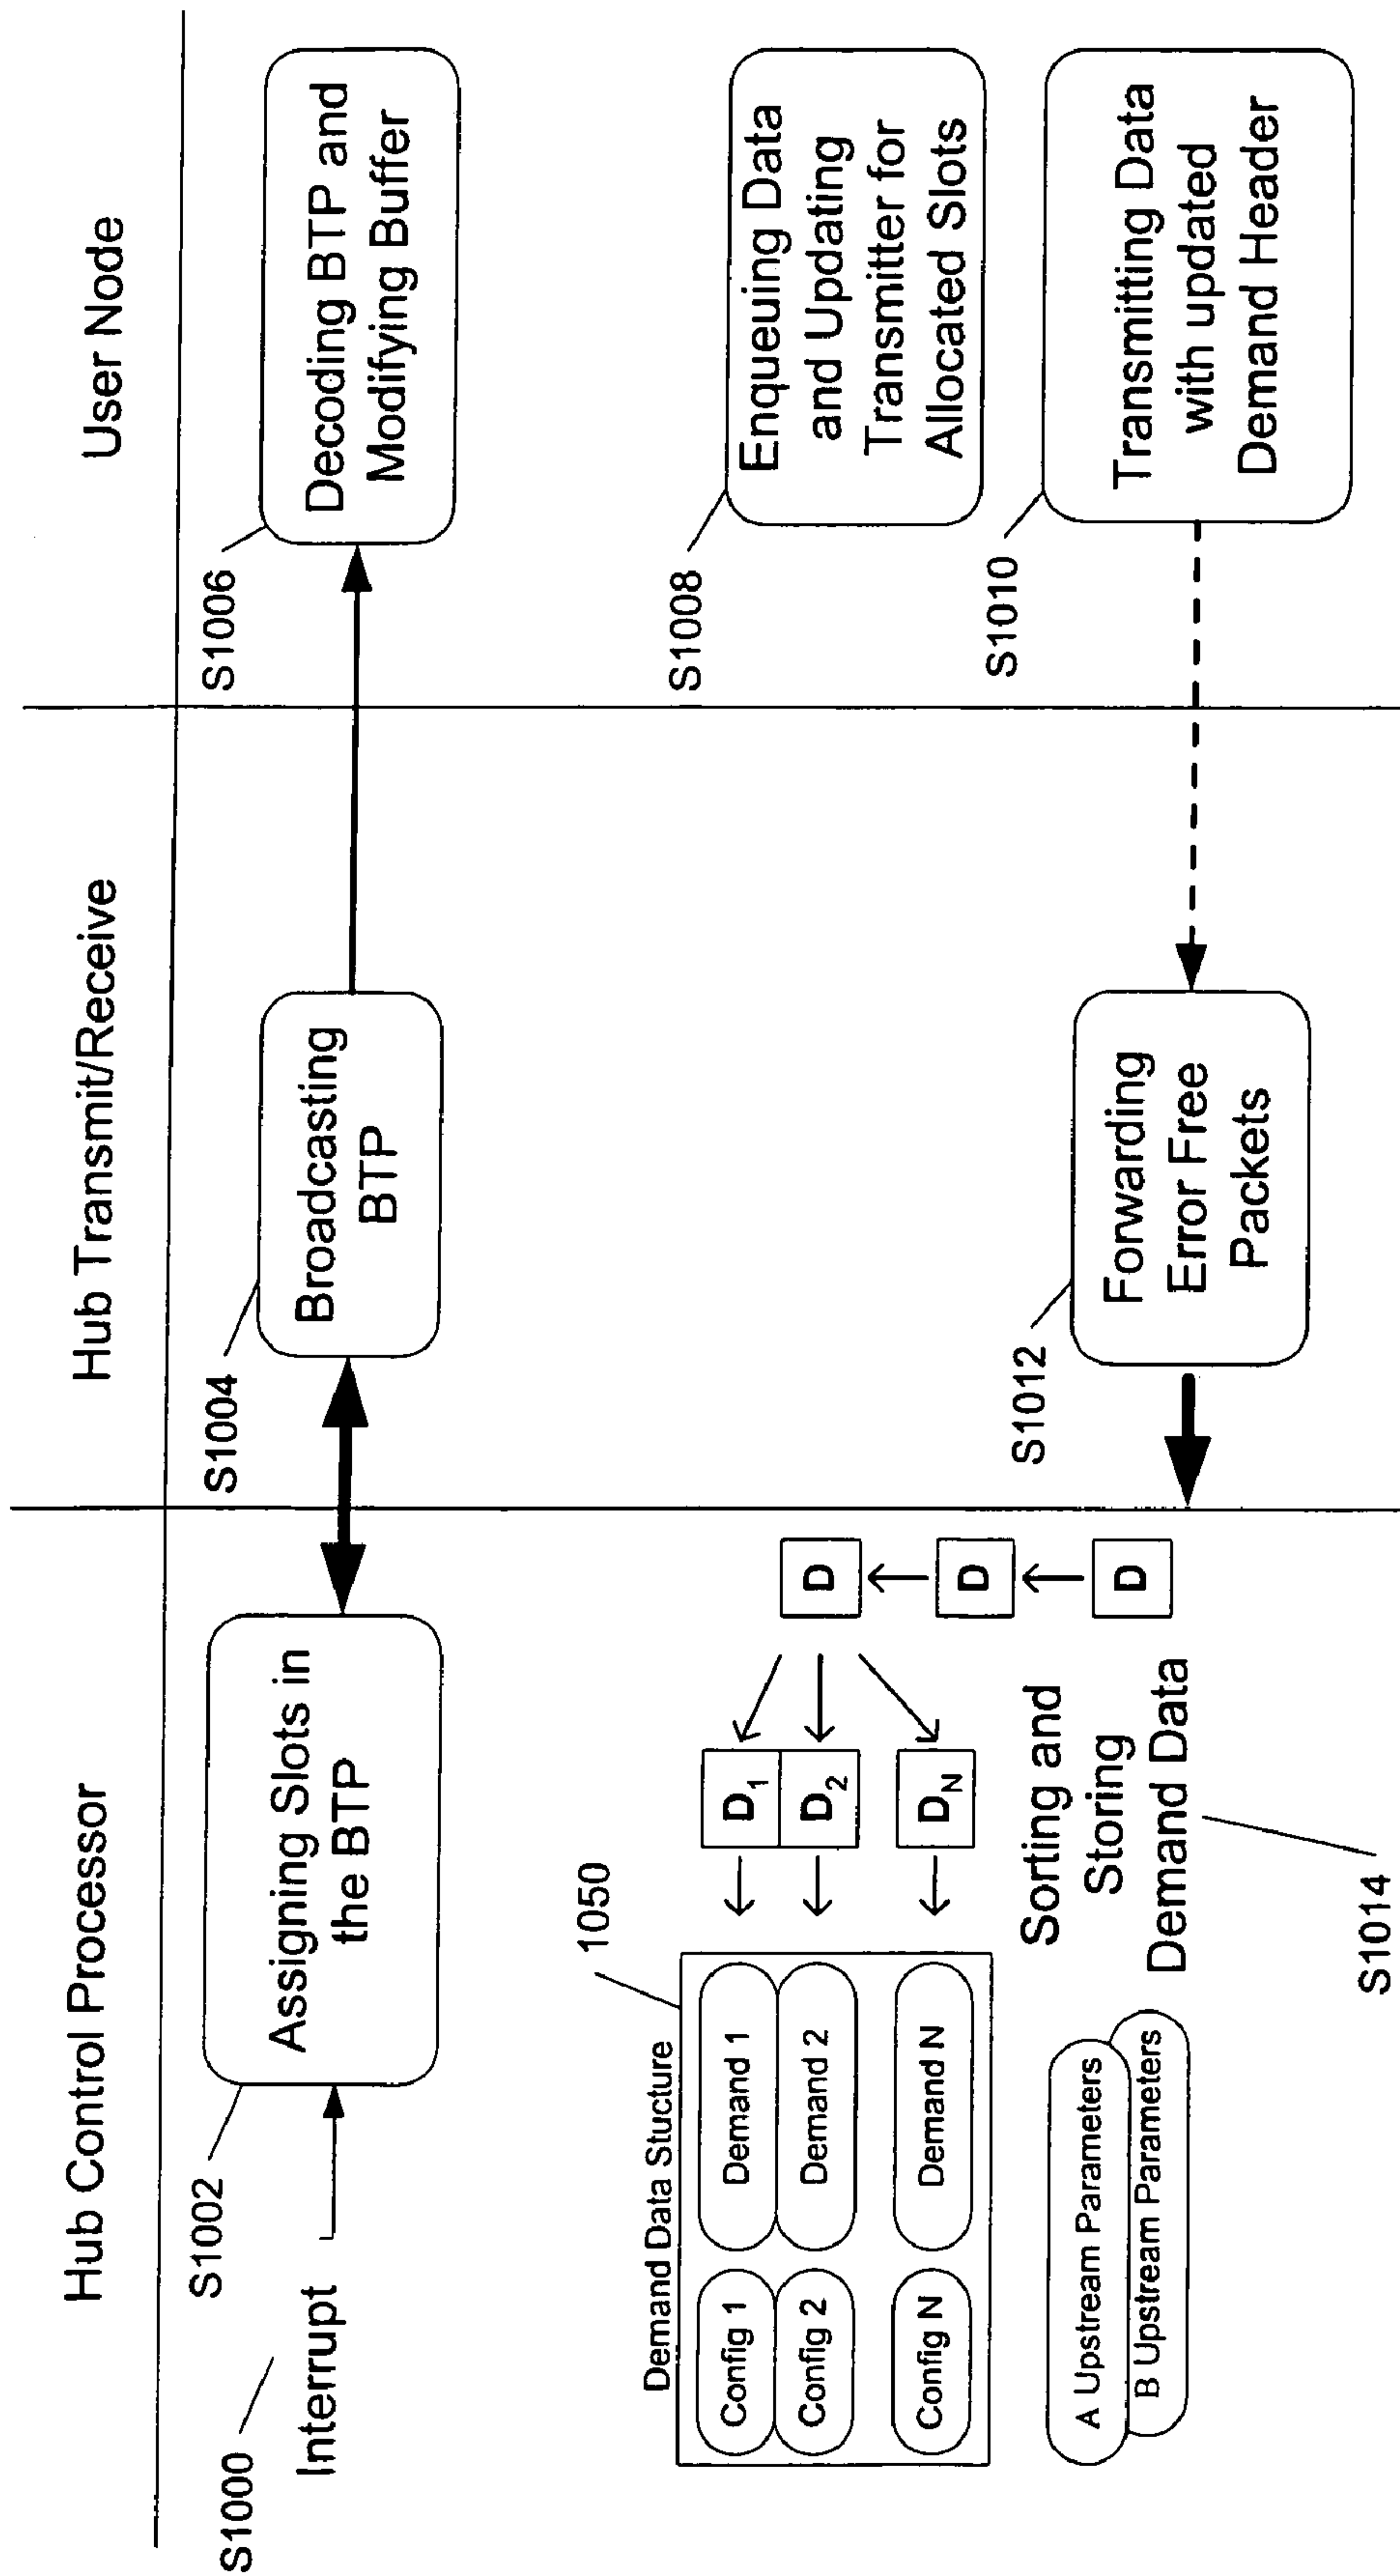 Hub Control Processor
Hub Transmit/Receive
User Node
S1000
Interrupt
S1002
Assigning Slots in
the BTP
S1004
Broadcasting
BTP
S1006
Decoding BTP and
Modifying Buffer
S1008
Enqueuing Data
and Updating
Transmitter for
Allocated Slots
S1010
Transmitting Data
with updated
Demand Header
S1012
Forwarding
Error Free
Packets
D
D
D
D1
D2
DN
1050
Demand Data Stucture
Config 1
Demand 1
Config 2
Demand 2
Config N
Demand N
Sorting and
Storing
Demand Data
S1014
A Upstream Parameters
B Upstream Parameters